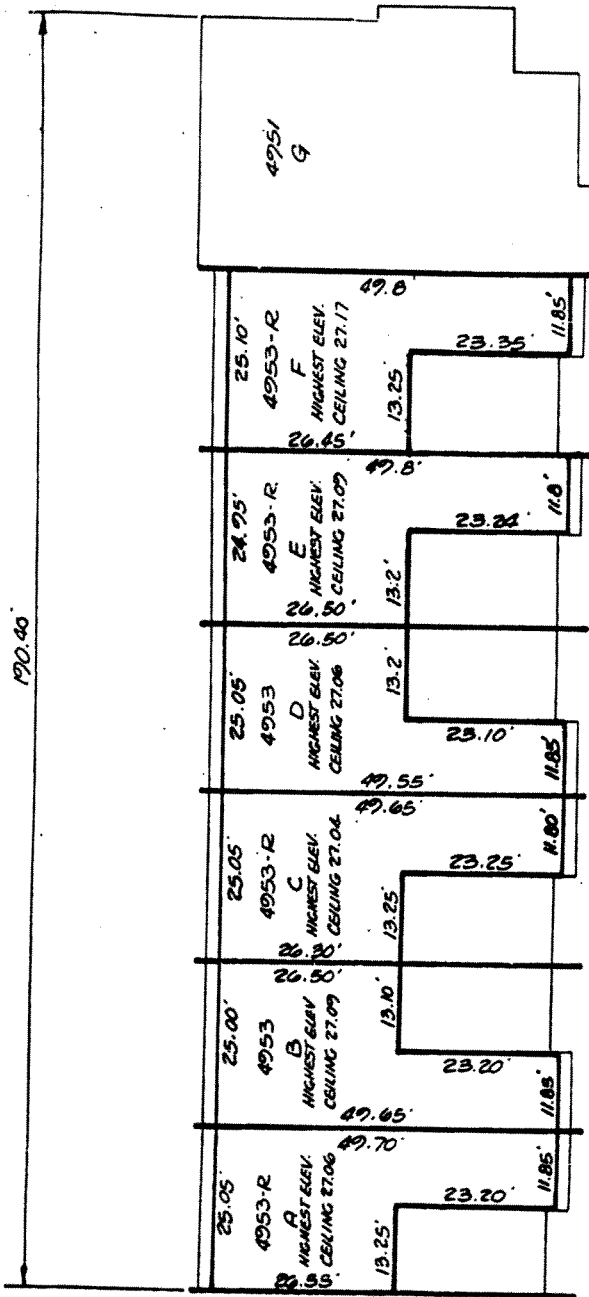 190.40'
4951
G
49.8
25.10'
4953-R
F
HIGHEST ELEV.
CEILING 27.17
26.45'
13.25'
23.35'
11.85'
49.8'
24.95'
4953-R.
E
HIGHEST ELEV.
CEILING 27.09
26.50'
13.2'
23.24'
11.8'
26.50'
25.05'
4953
D
HIGHEST ELEV.
CEILING 27.06
49.55'
13.2'
23.10'
11.85'
49.65'
25.05'
4953-R
C
HIGHEST ELEV.
CEILING 27.04
26.30'
13.25'
23.25'
11.80'
26.50'
25.00'
4953
B
HIGHEST ELEV
CEILING 27.09
49.65'
13.10'
23.20'
11.85'
49.70'
25.05'
4953-R
A
HIGHEST ELEV.
CEILING 27.06
26.55'
13.25'
23.20'
11.85'